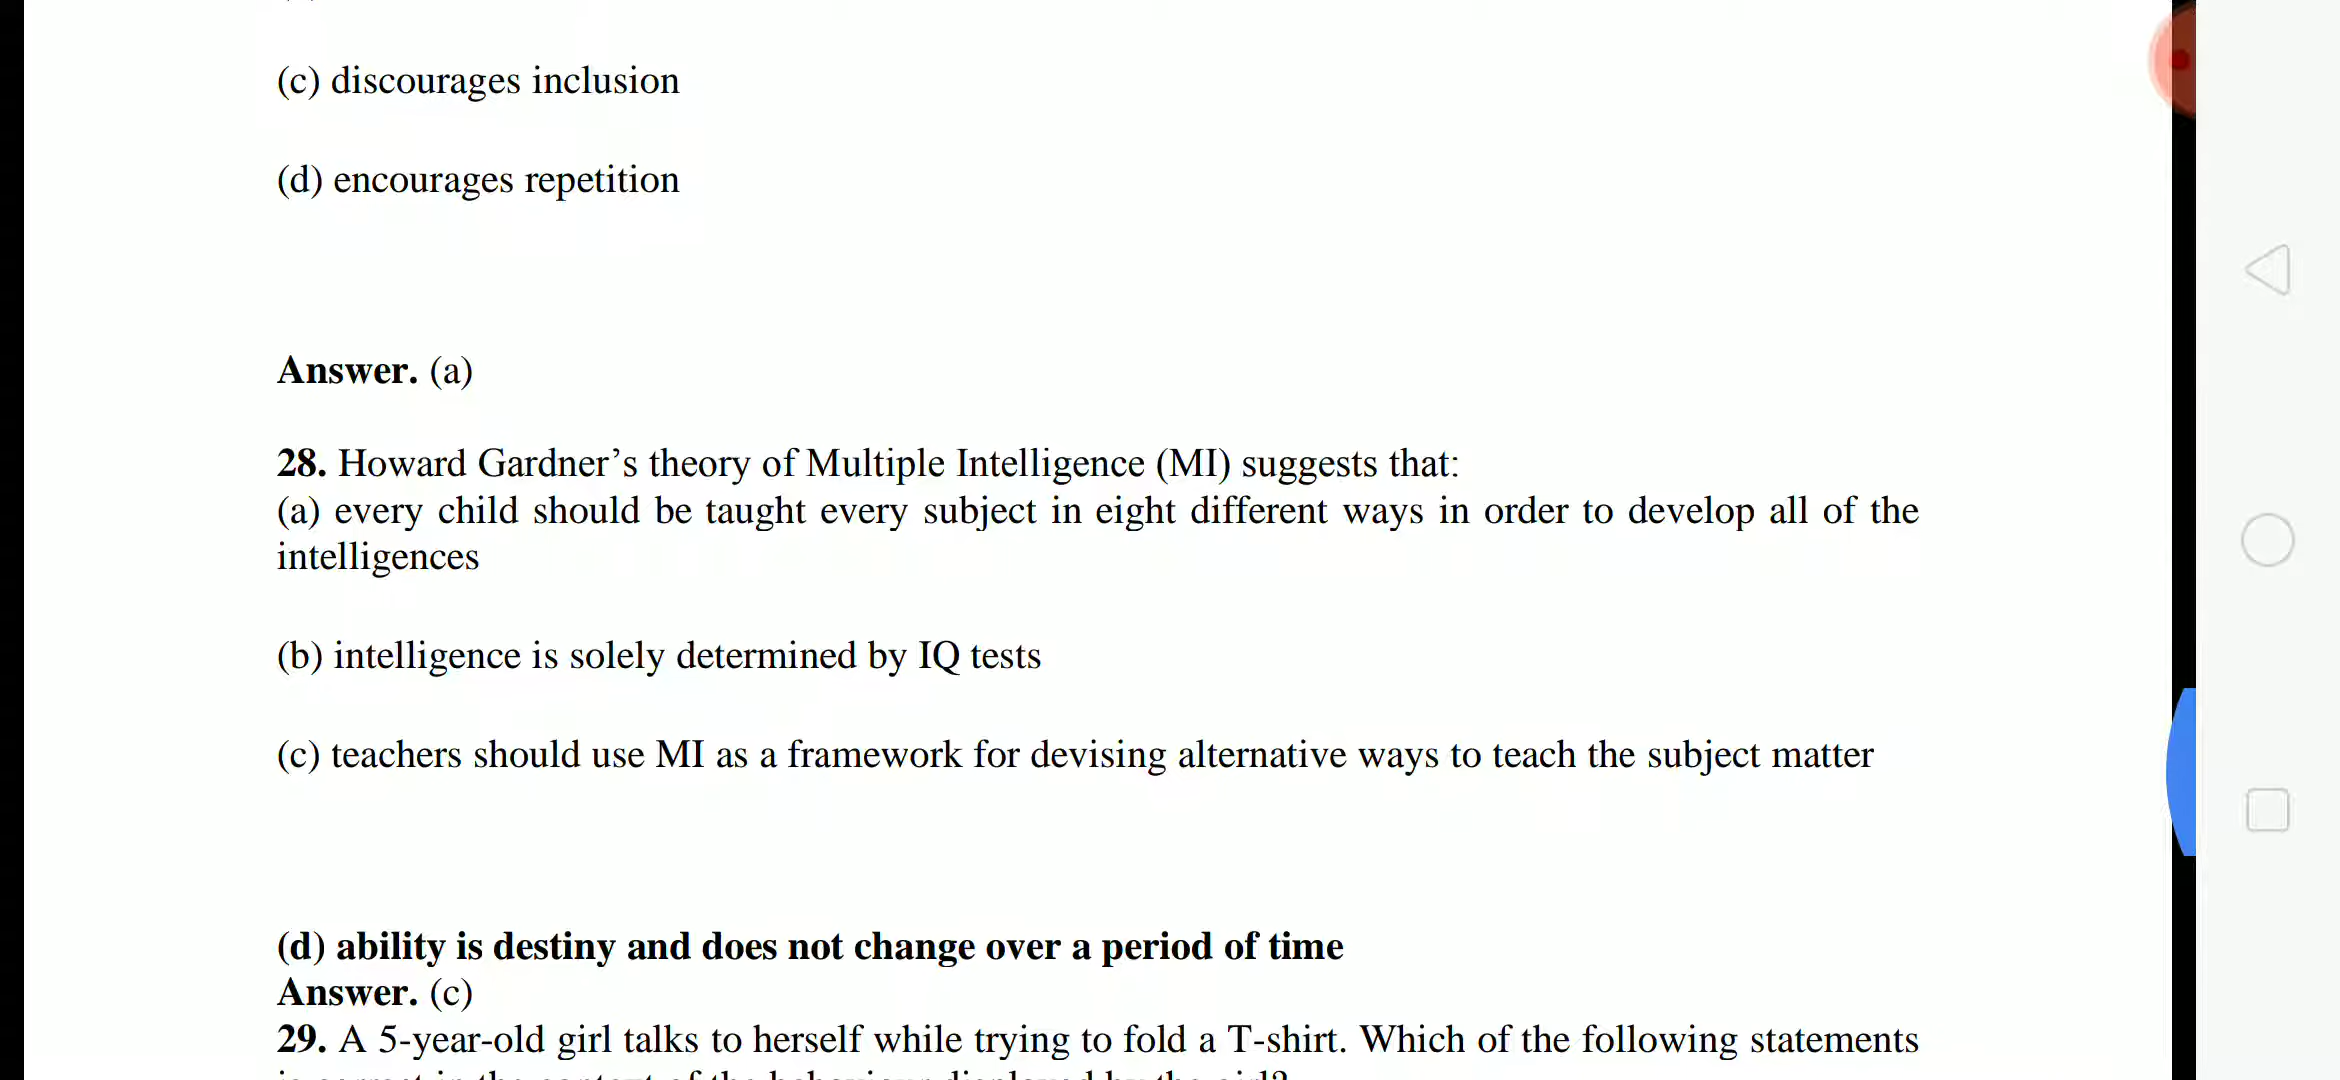 (c) discourages inclusion
(d) encourages repetition
Answer. (a)
28. Howard Gardner’s theory of Multiple Intelligence (MI) suggests that:
(a) every child should be taught every subject in eight different ways in order to develop all of the
intelligences
(b) intelligence is solely determined by IQ tests
(c) teachers should use MI as a framework for devising alternative ways to teach the subject matter
(d) ability is destiny and does not change over a period of time
Answer. (c)
29. A 5-year-old girl talks to herself while trying to fold a T-shirt. Which of the following statements